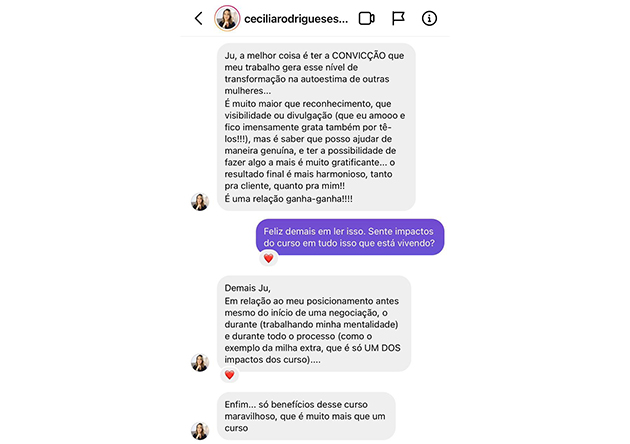 ceciliarodrigueses...
Ju, a melhor coisa é ter a CONVICÇÃO que
meu trabalho gera esse nível de
transformação na autoestima de outras
mulheres...
É muito maior que reconhecimento, que
visibilidade ou divulgação (que eu amooo e
fico imensamente grata também por tê-
los!!!), mas é saber que posso ajudar de
maneira genuína, e ter a possibilidade de
fazer algo a mais é muito gratificante... o
resultado final é mais harmonioso, tanto
pra cliente, quanto pra mim!!
É uma relação ganha-ganha!!!!
Feliz demais em ler isso. Sente impactos
do curso em tudo isso que está vivendo?
Demais Ju,
Em relação ao meu posicionamento antes
mesmo do início de uma negociação, o
durante (trabalhando minha mentalidade)
e durante todo o processo (como o
exemplo da milha extra, que é só UM DOS
impactos dos curso)....
Enfim... só benefícios desse curso
maravilhoso, que é muito mais que um
curso